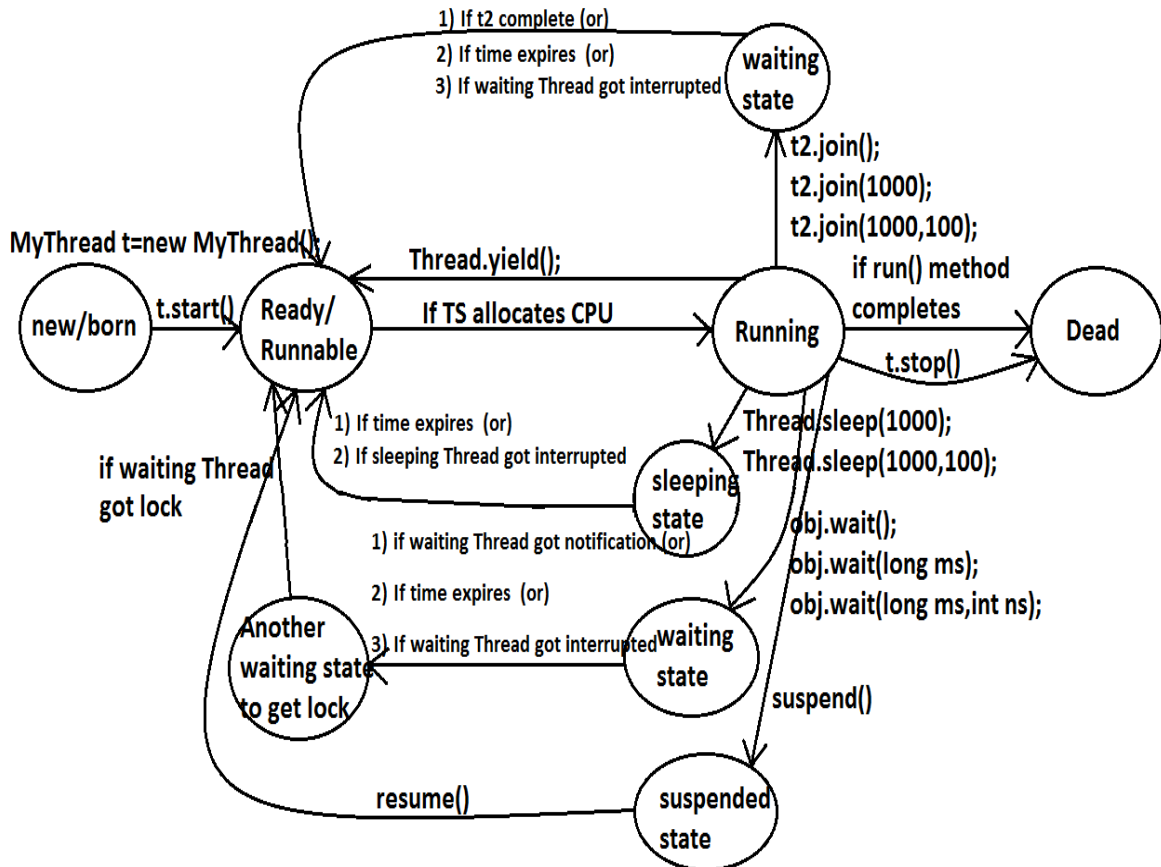 1) If t2 complete (or)
2) If time expires  (or)
3) If waiting Thread got interrupted
waiting
state
t2.join();
t2.join(1000);
t2.join(1000,100);
MyThread t=new MyThread();
new/born
t.start()
Ready/
Runnable
Thread.yield();
If TS allocates CPU
Running
if run() method
completes
t.stop()
Dead
1) If time expires  (or)
2) If sleeping Thread got interrupted
Thread.sleep(1000);
Thread.sleep(1000,100);
sleeping
state
if waiting Thread
got lock
1) if waiting Thread got notification (or)
2) If time expires  (or)
3) If waiting Thread got interrupted
obj.wait();
obj.wait(long ms);
obj.wait(long ms,int ns);
waiting
state
Another
waiting state
to get lock
suspend()
resume()
suspended
state